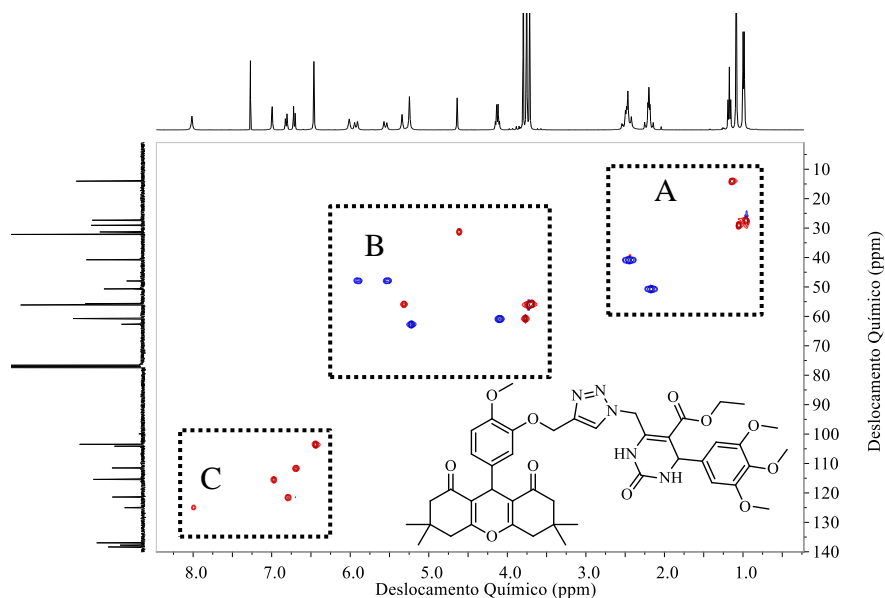 A
B
C
10
20
30
40
50
60
70
80
90
100
110
120
130
140
8.0 7.0 6.0 5.0 4.0 3.0 2.0 1.0
Deslocamento Químico (ppm)
Deslocamento Químico (ppm)
O
O
N N
N
O
O
O
O
O
HN
NH
O
O
O
O
O